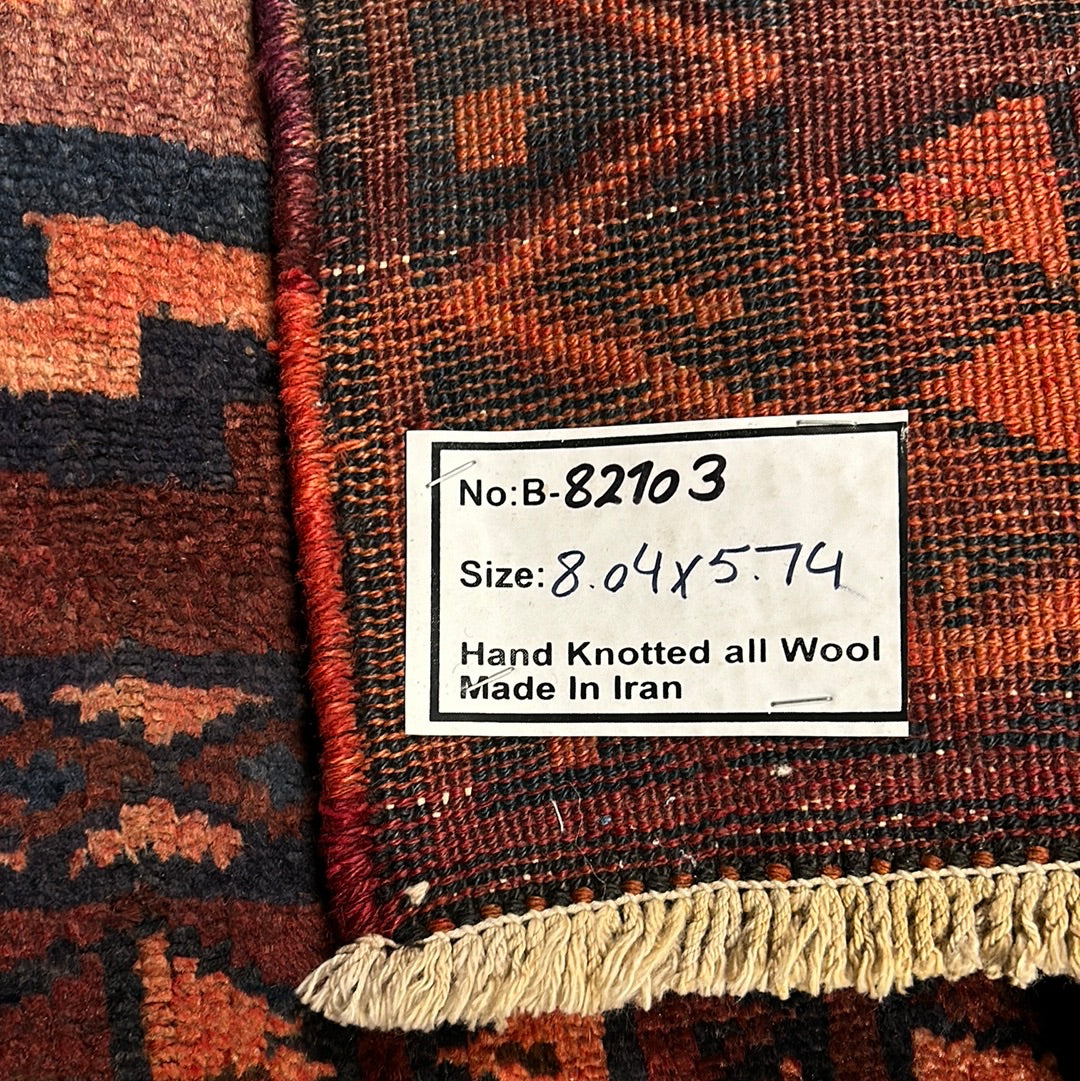 No:B-82103
Size: 8.04x5.74
Hand Knotted all Wool
Made In Iran